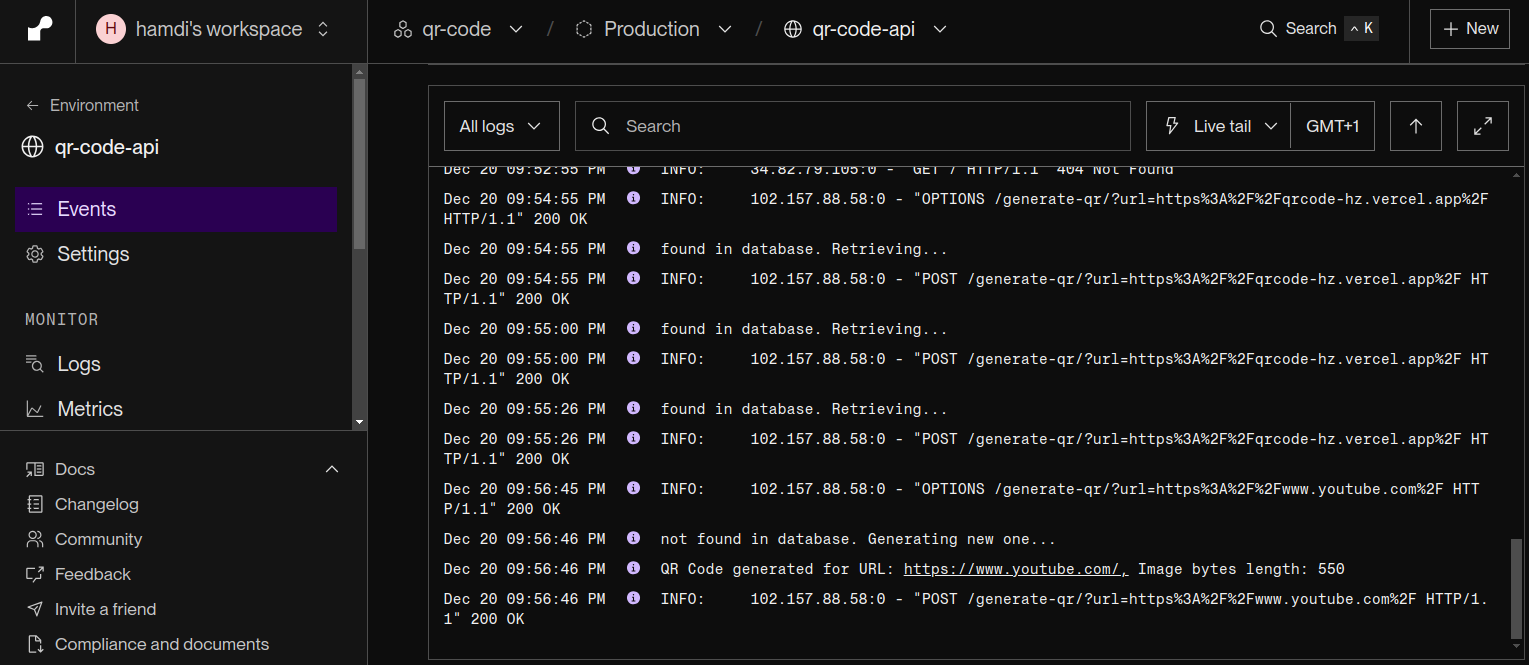 H hamdi's workspace
qr-code / Production / qr-code-api
Search ^ K
+ New
← Environment
qr-code-api
Events
Settings
MONITOR
Logs
Metrics
Docs
Changelog
Community
Feedback
Invite a friend
Compliance and documents
All logs
Search
Live tail
GMT+1
Dec 20 09:52:55 PM INFO: 34.82.79.105:0 - "GET / HTTP/1.1" 404 Not Found
Dec 20 09:54:55 PM INFO: 102.157.88.58:0 - "OPTIONS /generate-qr/?url=https%3A%2F%2Fqrcode-hz.vercel.app%2F
HTTP/1.1" 200 OK
Dec 20 09:54:55 PM found in database. Retrieving...
Dec 20 09:54:55 PM INFO: 102.157.88.58:0 - "POST /generate-qr/?url=https%3A%2F%2Fqrcode-hz.vercel.app%2F HT
TP/1.1" 200 OK
Dec 20 09:55:00 PM found in database. Retrieving...
Dec 20 09:55:00 PM INFO: 102.157.88.58:0 - "POST /generate-qr/?url=https%3A%2F%2Fqrcode-hz.vercel.app%2F HT
TP/1.1" 200 OK
Dec 20 09:55:26 PM found in database. Retrieving...
Dec 20 09:55:26 PM INFO: 102.157.88.58:0 - "POST /generate-qr/?url=https%3A%2F%2Fqrcode-hz.vercel.app%2F HT
TP/1.1" 200 OK
Dec 20 09:56:45 PM INFO: 102.157.88.58:0 - "OPTIONS /generate-qr/?url=https%3A%2F%2Fwww.youtube.com%2F HTT
P/1.1" 200 OK
Dec 20 09:56:46 PM not found in database. Generating new one...
Dec 20 09:56:46 PM QR Code generated for URL: https://www.youtube.com/, Image bytes length: 550
Dec 20 09:56:46 PM INFO: 102.157.88.58:0 - "POST /generate-qr/?url=https%3A%2F%2Fwww.youtube.com%2F HTTP/1.
1" 200 OK